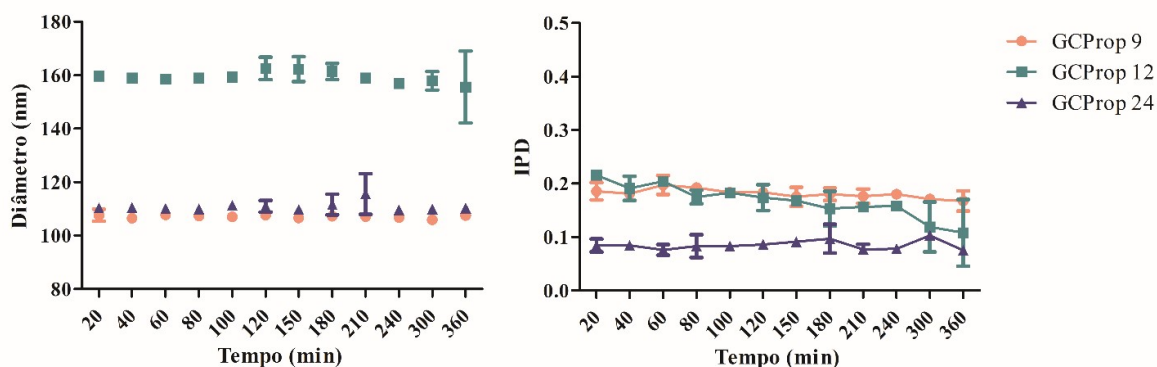 Diâmetro (nm)
180
160
140
120
100
80
20 40 60 80 100 120 150 180 210 240 300 360
Tempo (min)
IPD
0.5
0.4
0.3
0.2
0.1
0.0
20 40 60 80 100 120 150 180 210 240 300 360
Tempo (min)
GCProp 9
GCProp 12
GCProp 24